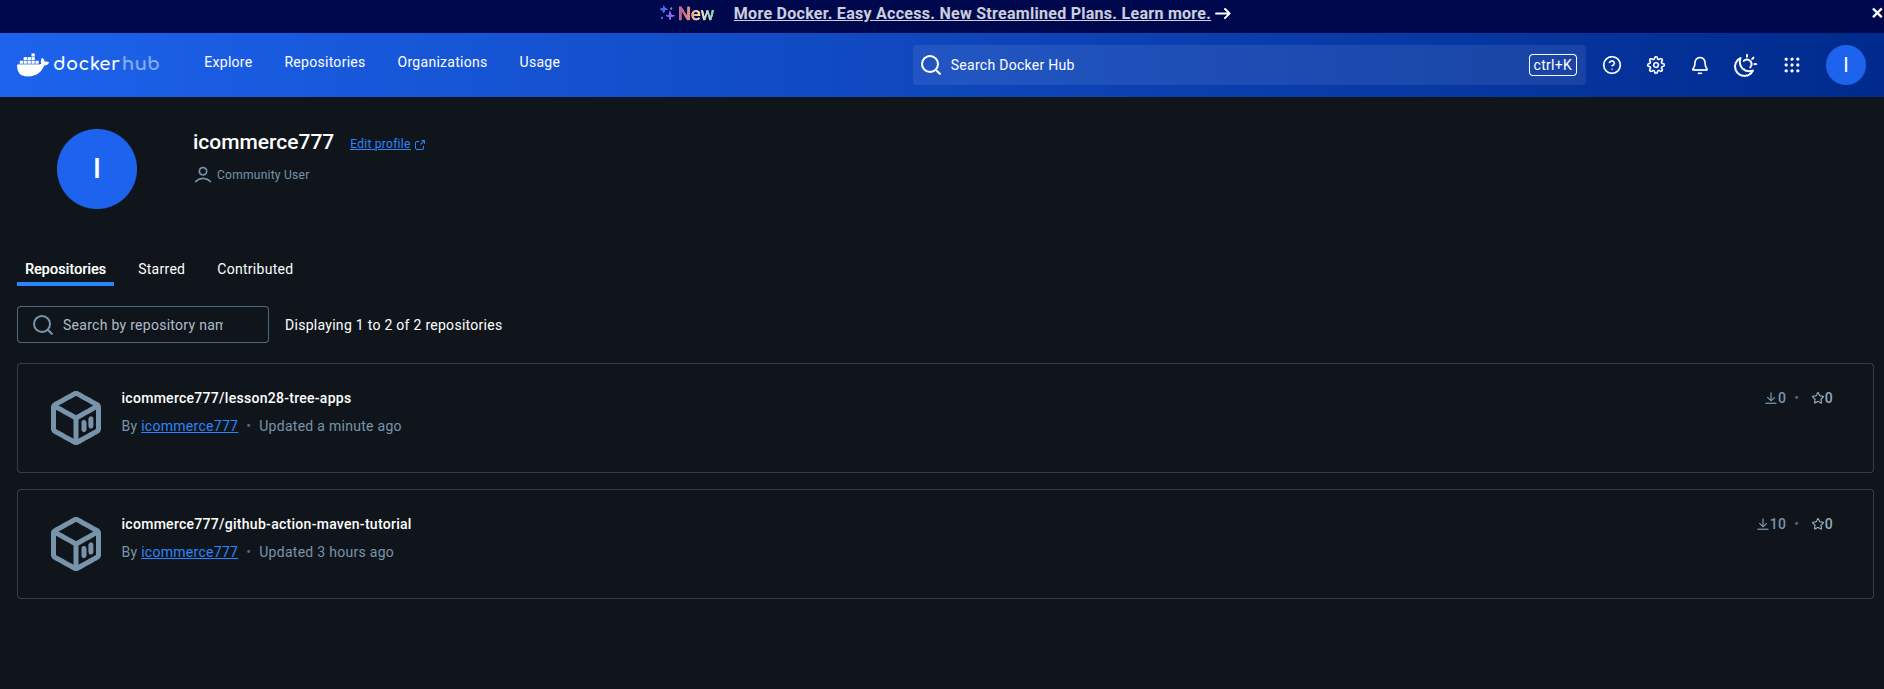 New More Docker. Easy Access. New Streamlined Plans. Learn more.
dockerhub Explore Repositories Organizations Usage Search Docker Hub ctrl+K I
I
icommerce777 Edit profile
Community User
Repositories Starred Contributed
Search by repository nam Displaying 1 to 2 of 2 repositories
icommerce777/lesson28-tree-apps 0 • 0
By icommerce777 • Updated a minute ago
icommerce777/github-action-maven-tutorial 10 • 0
By icommerce777 • Updated 3 hours ago